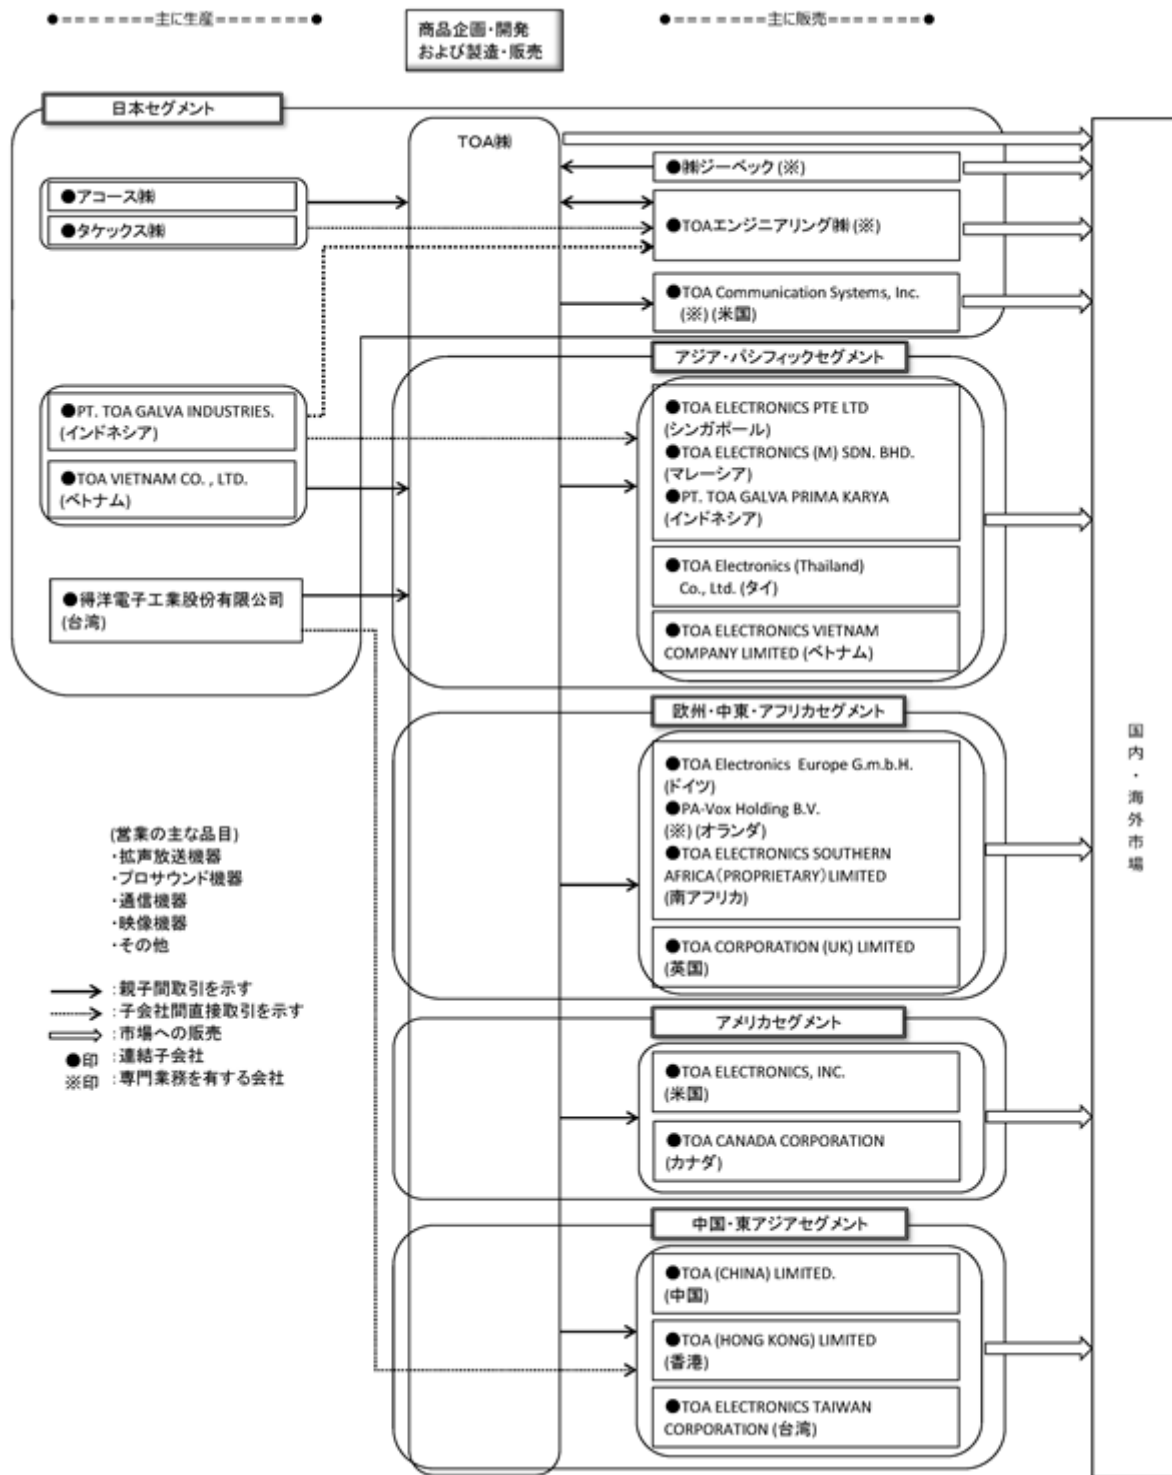 ●======主に生産======●
商品企画・開発
および製造・販売
●======主に販売======●
日本セグメント
TOA㈱
●アコース㈱
●タケックス㈱
●㈱ジーベック(※)
●TOAエンジニアリング㈱(※)
●TOA Communication Systems, Inc.
(※)(米国)
アジア・パシフィックセグメント
●PT. TOA GALVA INDUSTRIES.
(インドネシア)
●TOA VIETNAM CO. , LTD.
(ベトナム)
●得洋電子工業股份有限公司
(台湾)
●TOA ELECTRONICS PTE LTD
(シンガポール)
●TOA ELECTRONICS (M) SDN. BHD.
(マレーシア)
●PT. TOA GALVA PRIMA KARYA
(インドネシア)
●TOA Electronics (Thailand)
Co., Ltd. (タイ)
●TOA ELECTRONICS VIETNAM
COMPANY LIMITED (ベトナム)
欧州・中東・アフリカセグメント
●TOA Electronics Europe G.m.b.H.
(ドイツ)
●PA-Vox Holding B.V.
(※)(オランダ)
●TOA ELECTRONICS SOUTHERN
AFRICA(PROPRIETARY)LIMITED
(南アフリカ)
●TOA CORPORATION (UK) LIMITED
(英国)
アメリカセグメント
●TOA ELECTRONICS, INC.
(米国)
●TOA CANADA CORPORATION
(カナダ)
中国・東アジアセグメント
●TOA (CHINA) LIMITED.
(中国)
●TOA (HONG KONG) LIMITED
(香港)
●TOA ELECTRONICS TAIWAN
CORPORATION (台湾)
国内・海外市場
(営業の主な品目)
・拡声放送機器
・プロサウンド機器
・通信機器
・映像機器
・その他
:親子間取引を示す
:子会社間直接取引を示す
:市場への販売
●印 :連結子会社
※印 :専門業務を有する会社